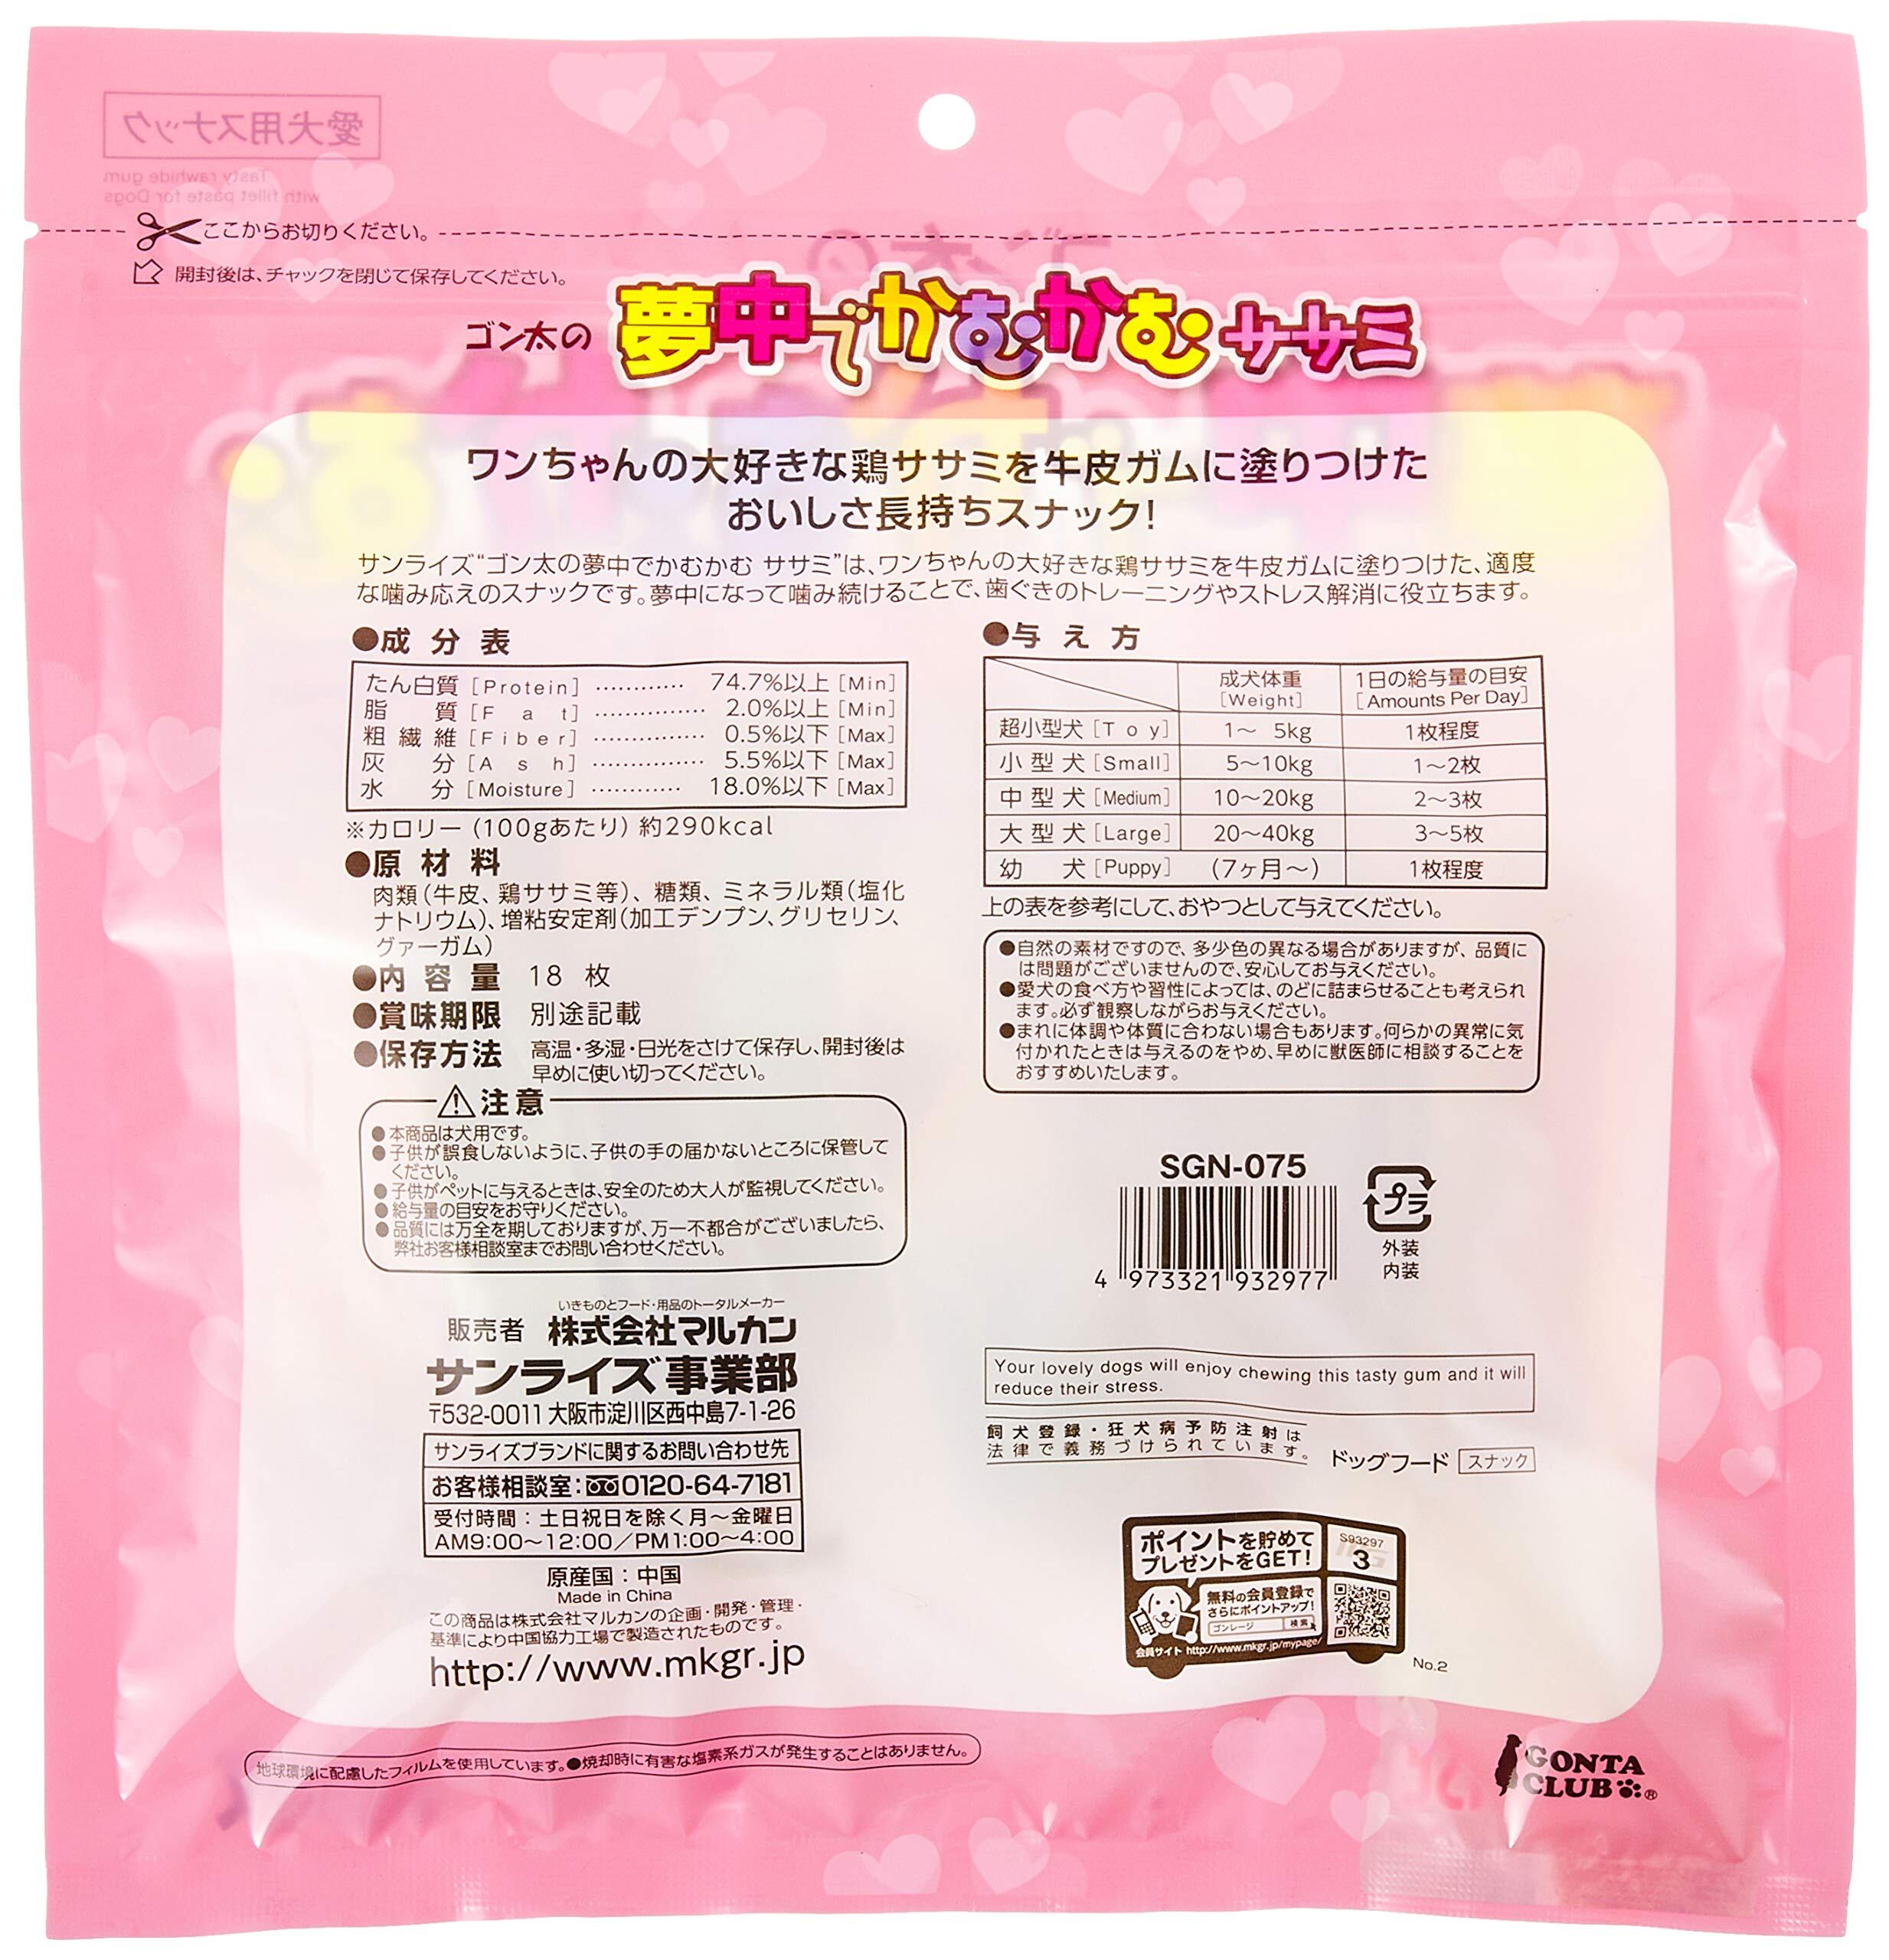 愛犬用スナック
Tasty rawhide gum
with fillet paste for Dogs
ここからお切りください。
開封後は、チャックを閉じて保存してください。
ゴン太の 夢中でかむかむササミ
ワンちゃんの大好きな鶏ササミを牛皮ガムに塗りつけた
おいしさ長持ちスナック！
サンライズ“ゴン太の夢中でかむかむ ササミ”は、ワンちゃんの大好きな鶏ササミを牛皮ガムに塗りつけた、適度
な噛み応えのスナックです。夢中になって噛み続けることで、歯ぐきのトレーニングやストレス解消に役立ちます。
●成分表
たん白質 [Protein] ………… 74.7%以上 [Min]
脂質 [Fat] …………… 2.0%以上 [Min]
粗繊維 [Fiber] …………… 0.5%以下 [Max]
灰分 [Ash] …………… 5.5%以下 [Max]
水分 [Moisture] ………… 18.0%以下 [Max]
※カロリー (100gあたり) 約290kcal
●原材料
肉類(牛皮、鶏ササミ等)、糖類、ミネラル類(塩化
ナトリウム)、増粘安定剤(加工デンプン、グリセリン、
グァーガム)
●内容量 18 枚
●賞味期限 別途記載
●保存方法 高温・多湿・日光をさけて保存し、開封後は
早めに使い切ってください。
注意
●本商品は犬用です。
●子供が誤食しないように、子供の手の届かないところに保管して
ください。
●子供がペットに与えるときは、安全のため大人が監視してください。
●給与量の目安をお守りください。
●品質には万全を期しておりますが、万一不都合がございましたら、
弊社お客様相談室までお問い合わせください。
いきものとフード・用品のトータルメーカー
販売者 株式会社マルカン
サンライズ事業部
〒532-0011 大阪市淀川区西中島7-1-26
サンライズブランドに関するお問い合わせ先
お客様相談室：0120-64-7181
受付時間：土日祝日を除く月～金曜日
AM9:00～12:00／PM1:00～4:00
原産国：中国
Made in China
この商品は株式会社マルカンの企画・開発・管理・
基準により中国協力工場で製造されたものです。
http://www.mkgr.jp
●与え方
成犬体重 1日の給与量の目安
[Weight] [Amounts Per Day]
超小型犬 [Toy] 1～ 5kg 1枚程度
小型犬 [Small] 5～10kg 1～2枚
中型犬 [Medium] 10～20kg 2～3枚
大型犬 [Large] 20～40kg 3～5枚
幼犬 [Puppy] (7ヶ月～) 1枚程度
上の表を参考にして、おやつとして与えてください。
●自然の素材ですので、多少色の異なる場合がありますが、品質に
は問題がございませんので、安心してお与えください。
●愛犬の食べ方や習性によっては、のどに詰まらせることも考えられ
ます。必ず観察しながらお与えください。
●まれに体調や体質に合わない場合もあります。何らかの異常に気
付かれたときは与えるのをやめ、早めに獣医師に相談することを
おすすめいたします。
SGN-075
4 973321 932977
プラ
外装
内装
Your lovely dogs will enjoy chewing this tasty gum and it will
reduce their stress.
飼犬登録・狂犬病予防注射は
法律で義務づけられています。
ドッグフード スナック
ポイントを貯めて
プレゼントをGET！
S93297
3
無料の会員登録で
さらにポイントアップ！
ゴンレージ 検索
会員サイト http://www.mkgr.jp/mypage/
No.2
地球環境に配慮したフィルムを使用しています。●焼却時に有害な塩素系ガスが発生することはありません。
GONTA
CLUB®